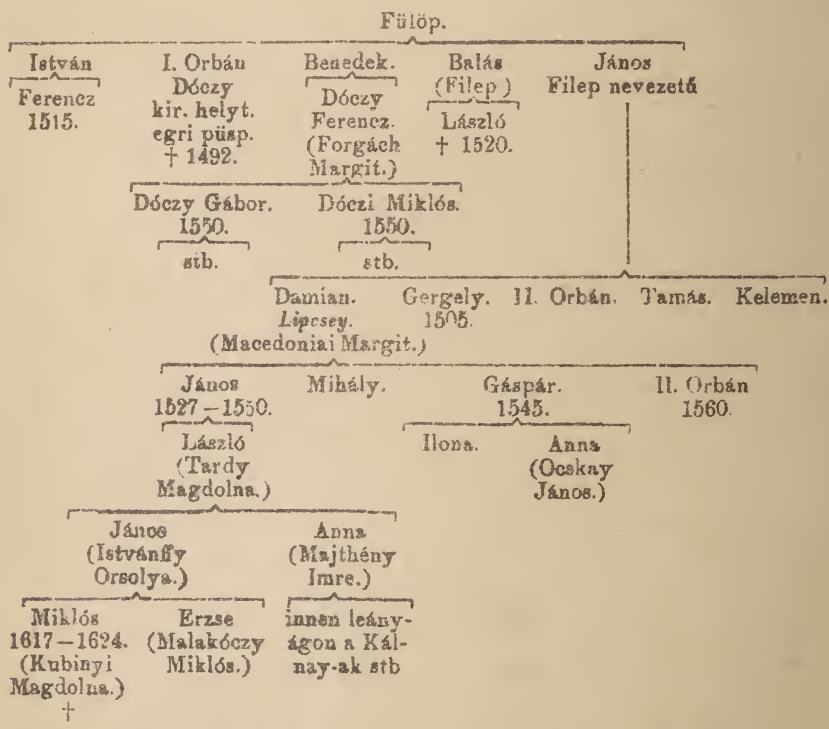 Fülöp.
István I. Orbán Benedek. Balás János
Dóczy (Filep) Filep nevezetű
Ferencz kir. helyt. Dóczy László
1515. egri püsp. Ferencz. † 1520.
† 1492. (Forgách
Margit.)
Dóczy Gábor. Dóczi Miklós.
1550. 1550.
stb. stb.
Damian. Gergely. II. Orbán. Tamás. Kelemen.
Lipcsey. 1505.
(Macedoniai Margit.)
János Mihály. Gáspár. II. Orbán
1527–1550. 1545. 1560.
László Ilona. Anna
(Tardy (Ocskay
Magdolna.) János.)
János Anna
(Istvánffy (Majthény
Orsolya.) Imre.)
Miklós Erzse innen leány-
1617–1624. (Malakóczy ágon a Kál-
(Kubinyi Miklós.) nay-ak stb
Magdolna.)
†